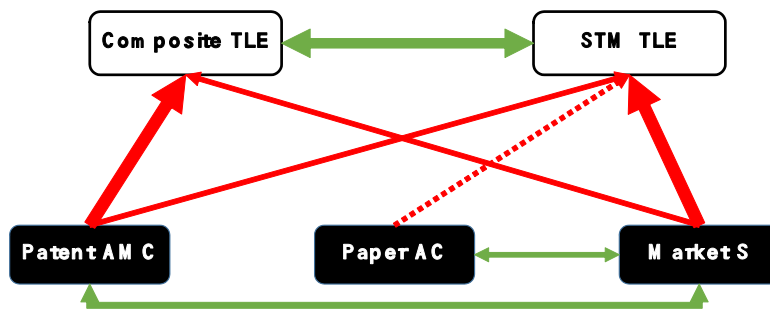 Composite TLE
STM TLE
Patent AMC
Paper AC
Market S